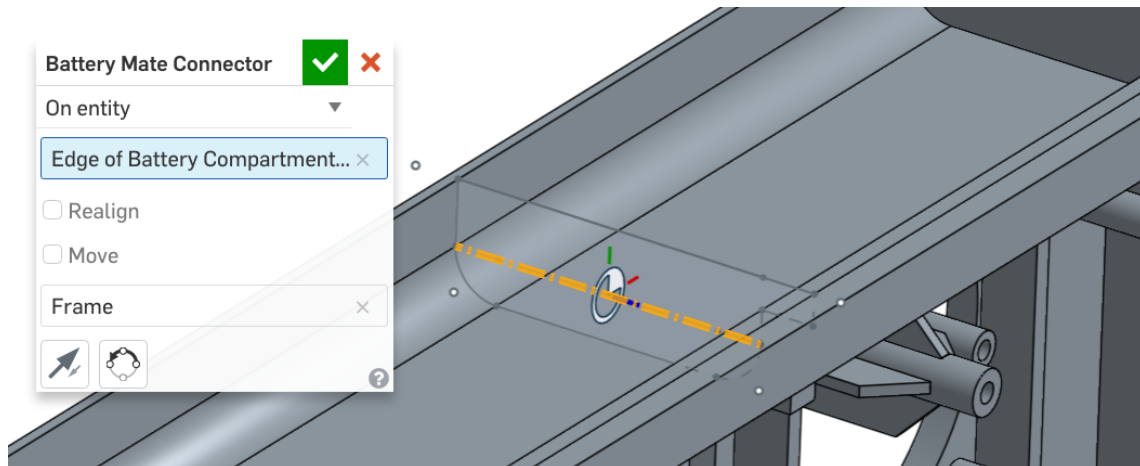 Battery Mate Connector
On entity
Edge of Battery Compartment...
Realign
Move
Frame